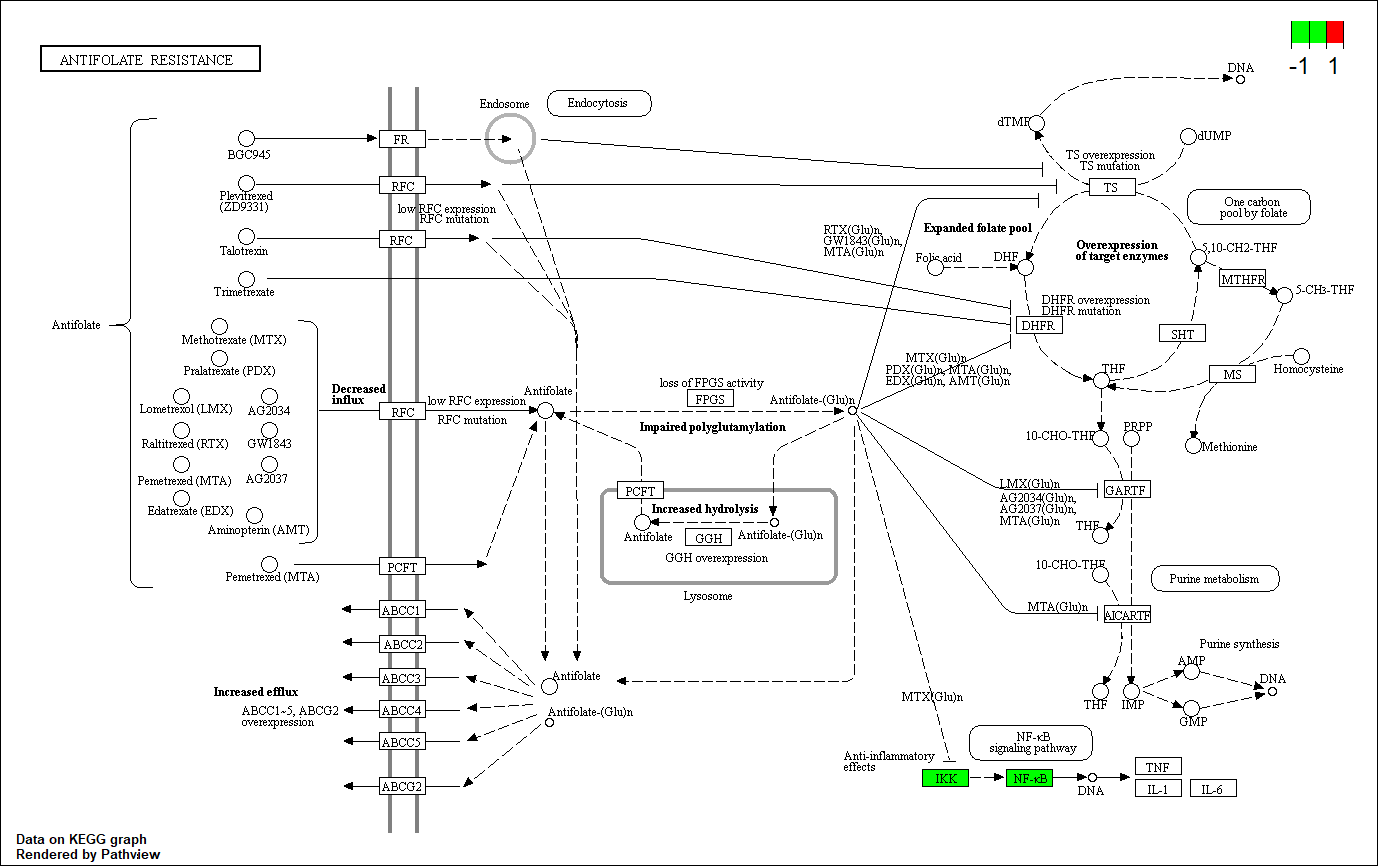 ANTIFOLATE RESISTANCE
-1 1
Endosome
Endocytosis
DNA
dTMP
dUMP
FR
BGC945
TS overexpression
TS mutation
TS
RFC
Plevitrexed
(ZD9331)
low RFC expression
RFC mutation
One carbon
pool by folate
RFC
Talotrexin
RTX(Glu)n,
GW1843(Glu)n,
MTA(Glu)n
Expanded folate pool
Overexpression
of target enzymes
5,10-CH2-THF
Folic acid
DHF
MTHFR
5-CH3-THF
Trimetrexate
DHFR overexpression
DHFR mutation
DHFR
SHT
Antifolate
Methotrexate (MTX)
Pralatrexate (PDX)
MTX(Glu)n
PDX(Glu)n, MTA(Glu)n,
EDX(Glu)n, AMT(Glu)n
THF
MS
Homocysteine
Decreased
influx
Lometrexol (LMX)
AG2034
RFC
low RFC expression
RFC mutation
Antifolate
loss of FPGS activity
FPGS
Impaired polyglutamylation
Antifolate-(Glu)n
Raltitrexed (RTX)
GW1843
10-CHO-THF
PRPP
Methionine
Pemetrexed (MTA)
AG2037
Edatrexate (EDX)
Aminopterin (AMT)
PCFT
Increased hydrolysis
Antifolate
GGH
Antifolate-(Glu)n
GGH overexpression
Lysosome
LMX(Glu)n
AG2034(Glu)n,
AG2037(Glu)n,
MTA(Glu)n
GARTF
THF
Pemetrexed (MTA)
PCFT
10-CHO-THF
Purine metabolism
MTA(Glu)n
AICARTF
ABCC1
ABCC2
ABCC3
ABCC4
ABCC5
ABCG2
Increased efflux
ABCC1~5, ABCG2
overexpression
Antifolate
Antifolate-(Glu)n
Purine synthesis
AMP
DNA
THF
IMP
GMP
MTX(Glu)n
NF-κB
signaling pathway
Anti-inflammatory
effects
IKK
NF-κB
DNA
TNF
IL-1
IL-6
Data on KEGG graph
Rendered by Pathview